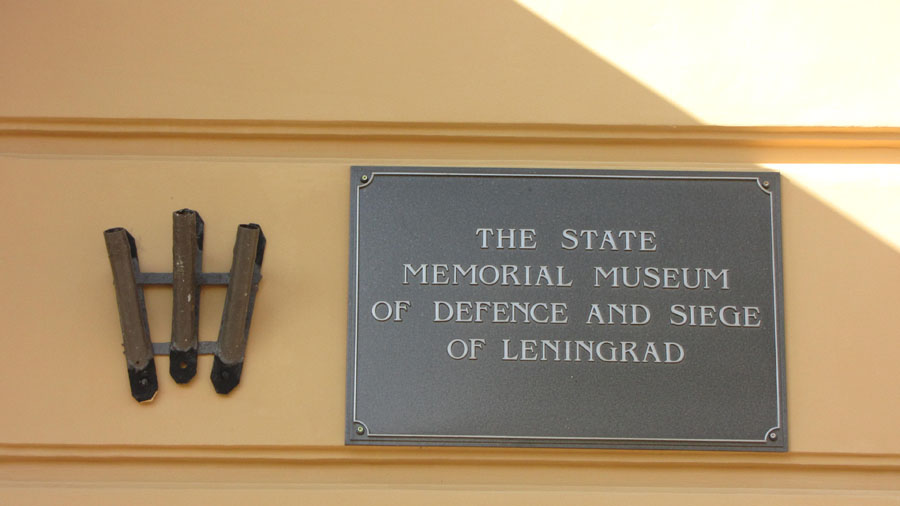 THE STATE
MEMORIAL MUSEUM
OF DEFENCE AND SIEGE
OF LENINGRAD